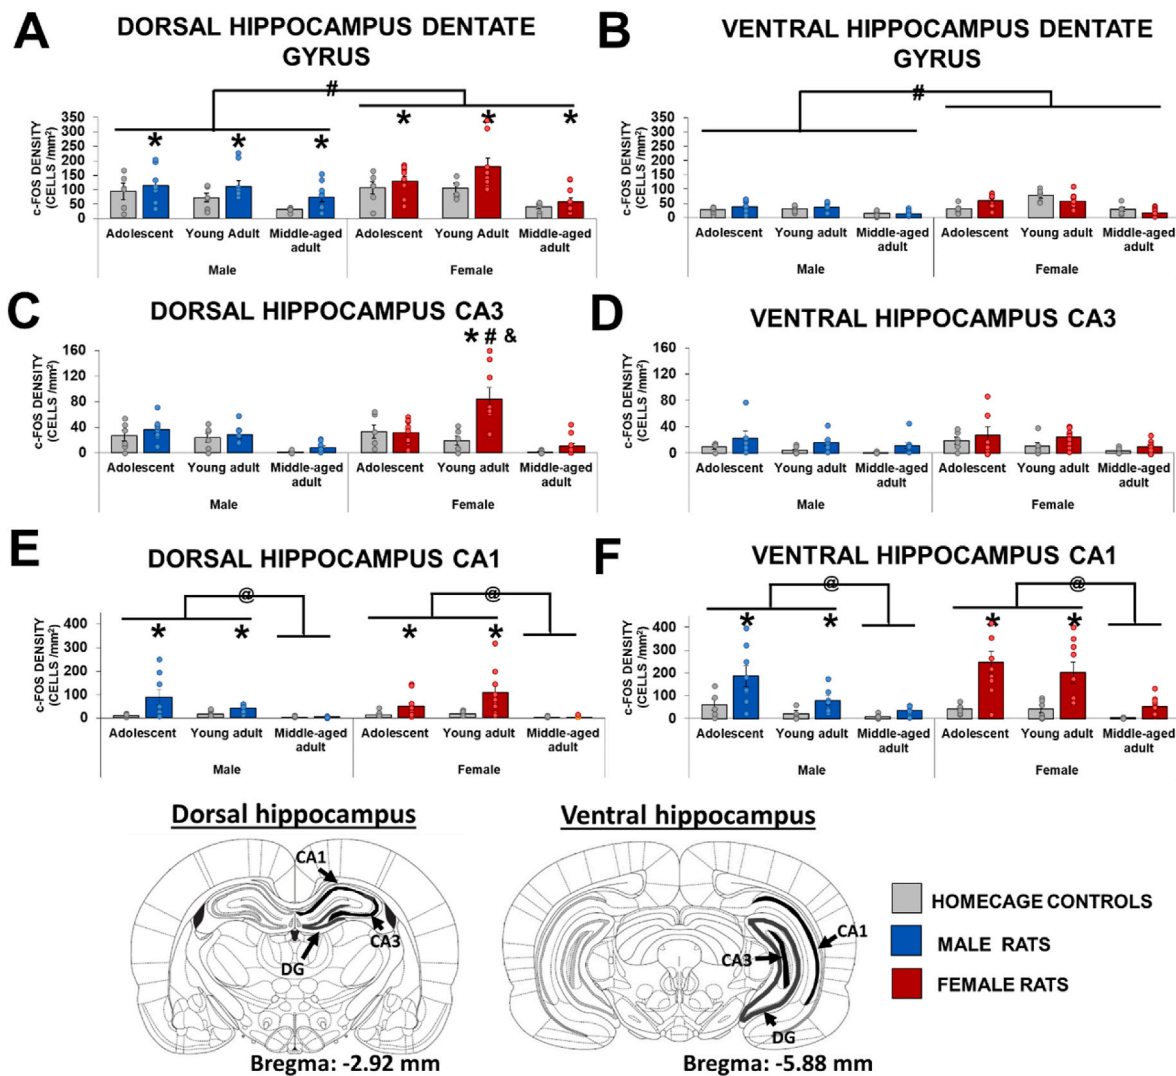 A
DORSAL HIPPOCAMPUS DENTATE
GYRUS
#
* * * * * *
c-FOS DENSITY
(CELLS /mm²)
350
300
250
200
150
100
50
0
Adolescent Young Adult Middle-aged adult Adolescent Young Adult Middle-aged adult
Male Female
B
VENTRAL HIPPOCAMPUS DENTATE
GYRUS
#
c-FOS DENSITY
(CELLS /mm²)
350
300
250
200
150
100
50
0
Adolescent Young Adult Middle-aged adult Adolescent Young Adult Middle-aged adult
Male Female
C
DORSAL HIPPOCAMPUS CA3
* # &
c-FOS DENSITY
(CELLS /mm²)
160
120
80
40
0
Adolescent Young adult Middle-aged adult Adolescent Young adult Middle-aged adult
Male Female
D
VENTRAL HIPPOCAMPUS CA3
c-FOS DENSITY
(CELLS /mm²)
160
120
80
40
0
Adolescent Young adult Middle-aged adult Adolescent Young adult Middle-aged adult
Male Female
E
DORSAL HIPPOCAMPUS CA1
@ @
* * * *
c-FOS DENSITY
(CELLS /mm²)
400
300
200
100
0
Adolescent Young adult Middle-aged adult Adolescent Young adult Middle-aged adult
Male Female
F
VENTRAL HIPPOCAMPUS CA1
@ @
* * * *
c-FOS DENSITY
(CELLS /mm²)
400
300
200
100
0
Adolescent Young adult Middle-aged adult Adolescent Young adult Middle-aged adult
Male Female
Dorsal hippocampus
CA1
CA3
DG
Bregma: -2.92 mm
Ventral hippocampus
CA1
CA3
DG
Bregma: -5.88 mm
HOMECAGE CONTROLS
MALE RATS
FEMALE RATS